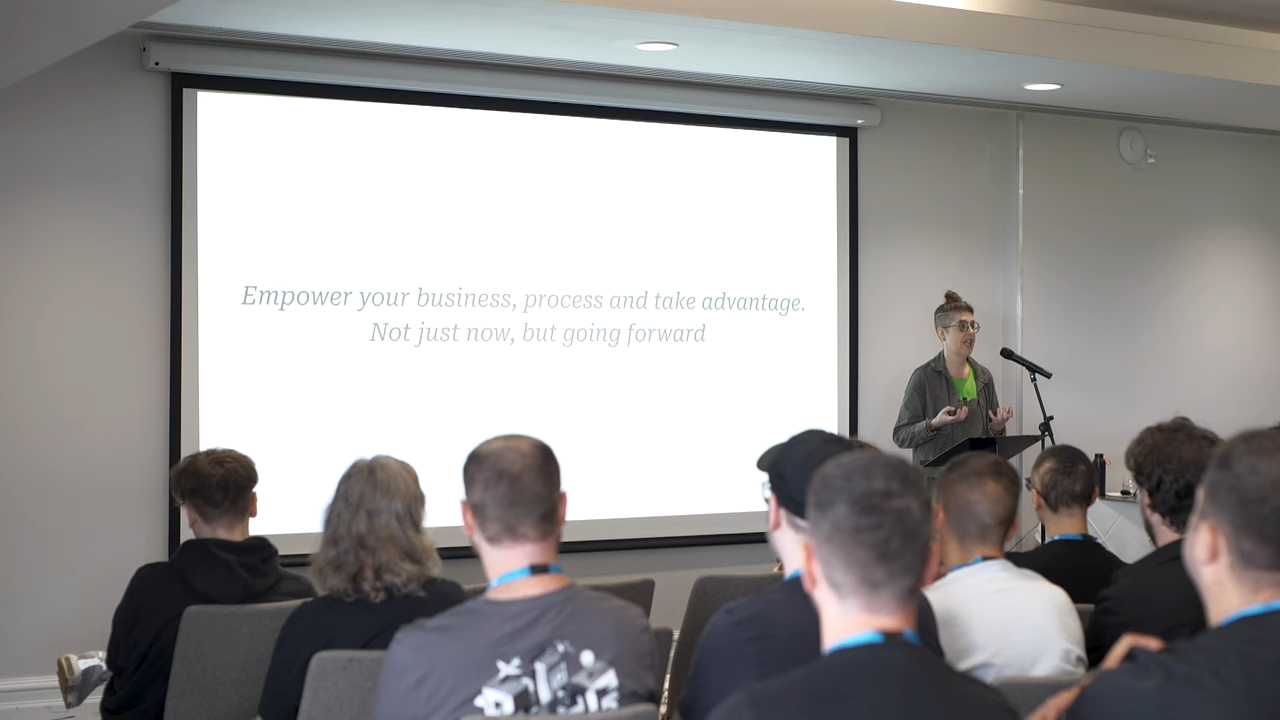 Empower your business, process and take advantage.
Not just now, but going forward